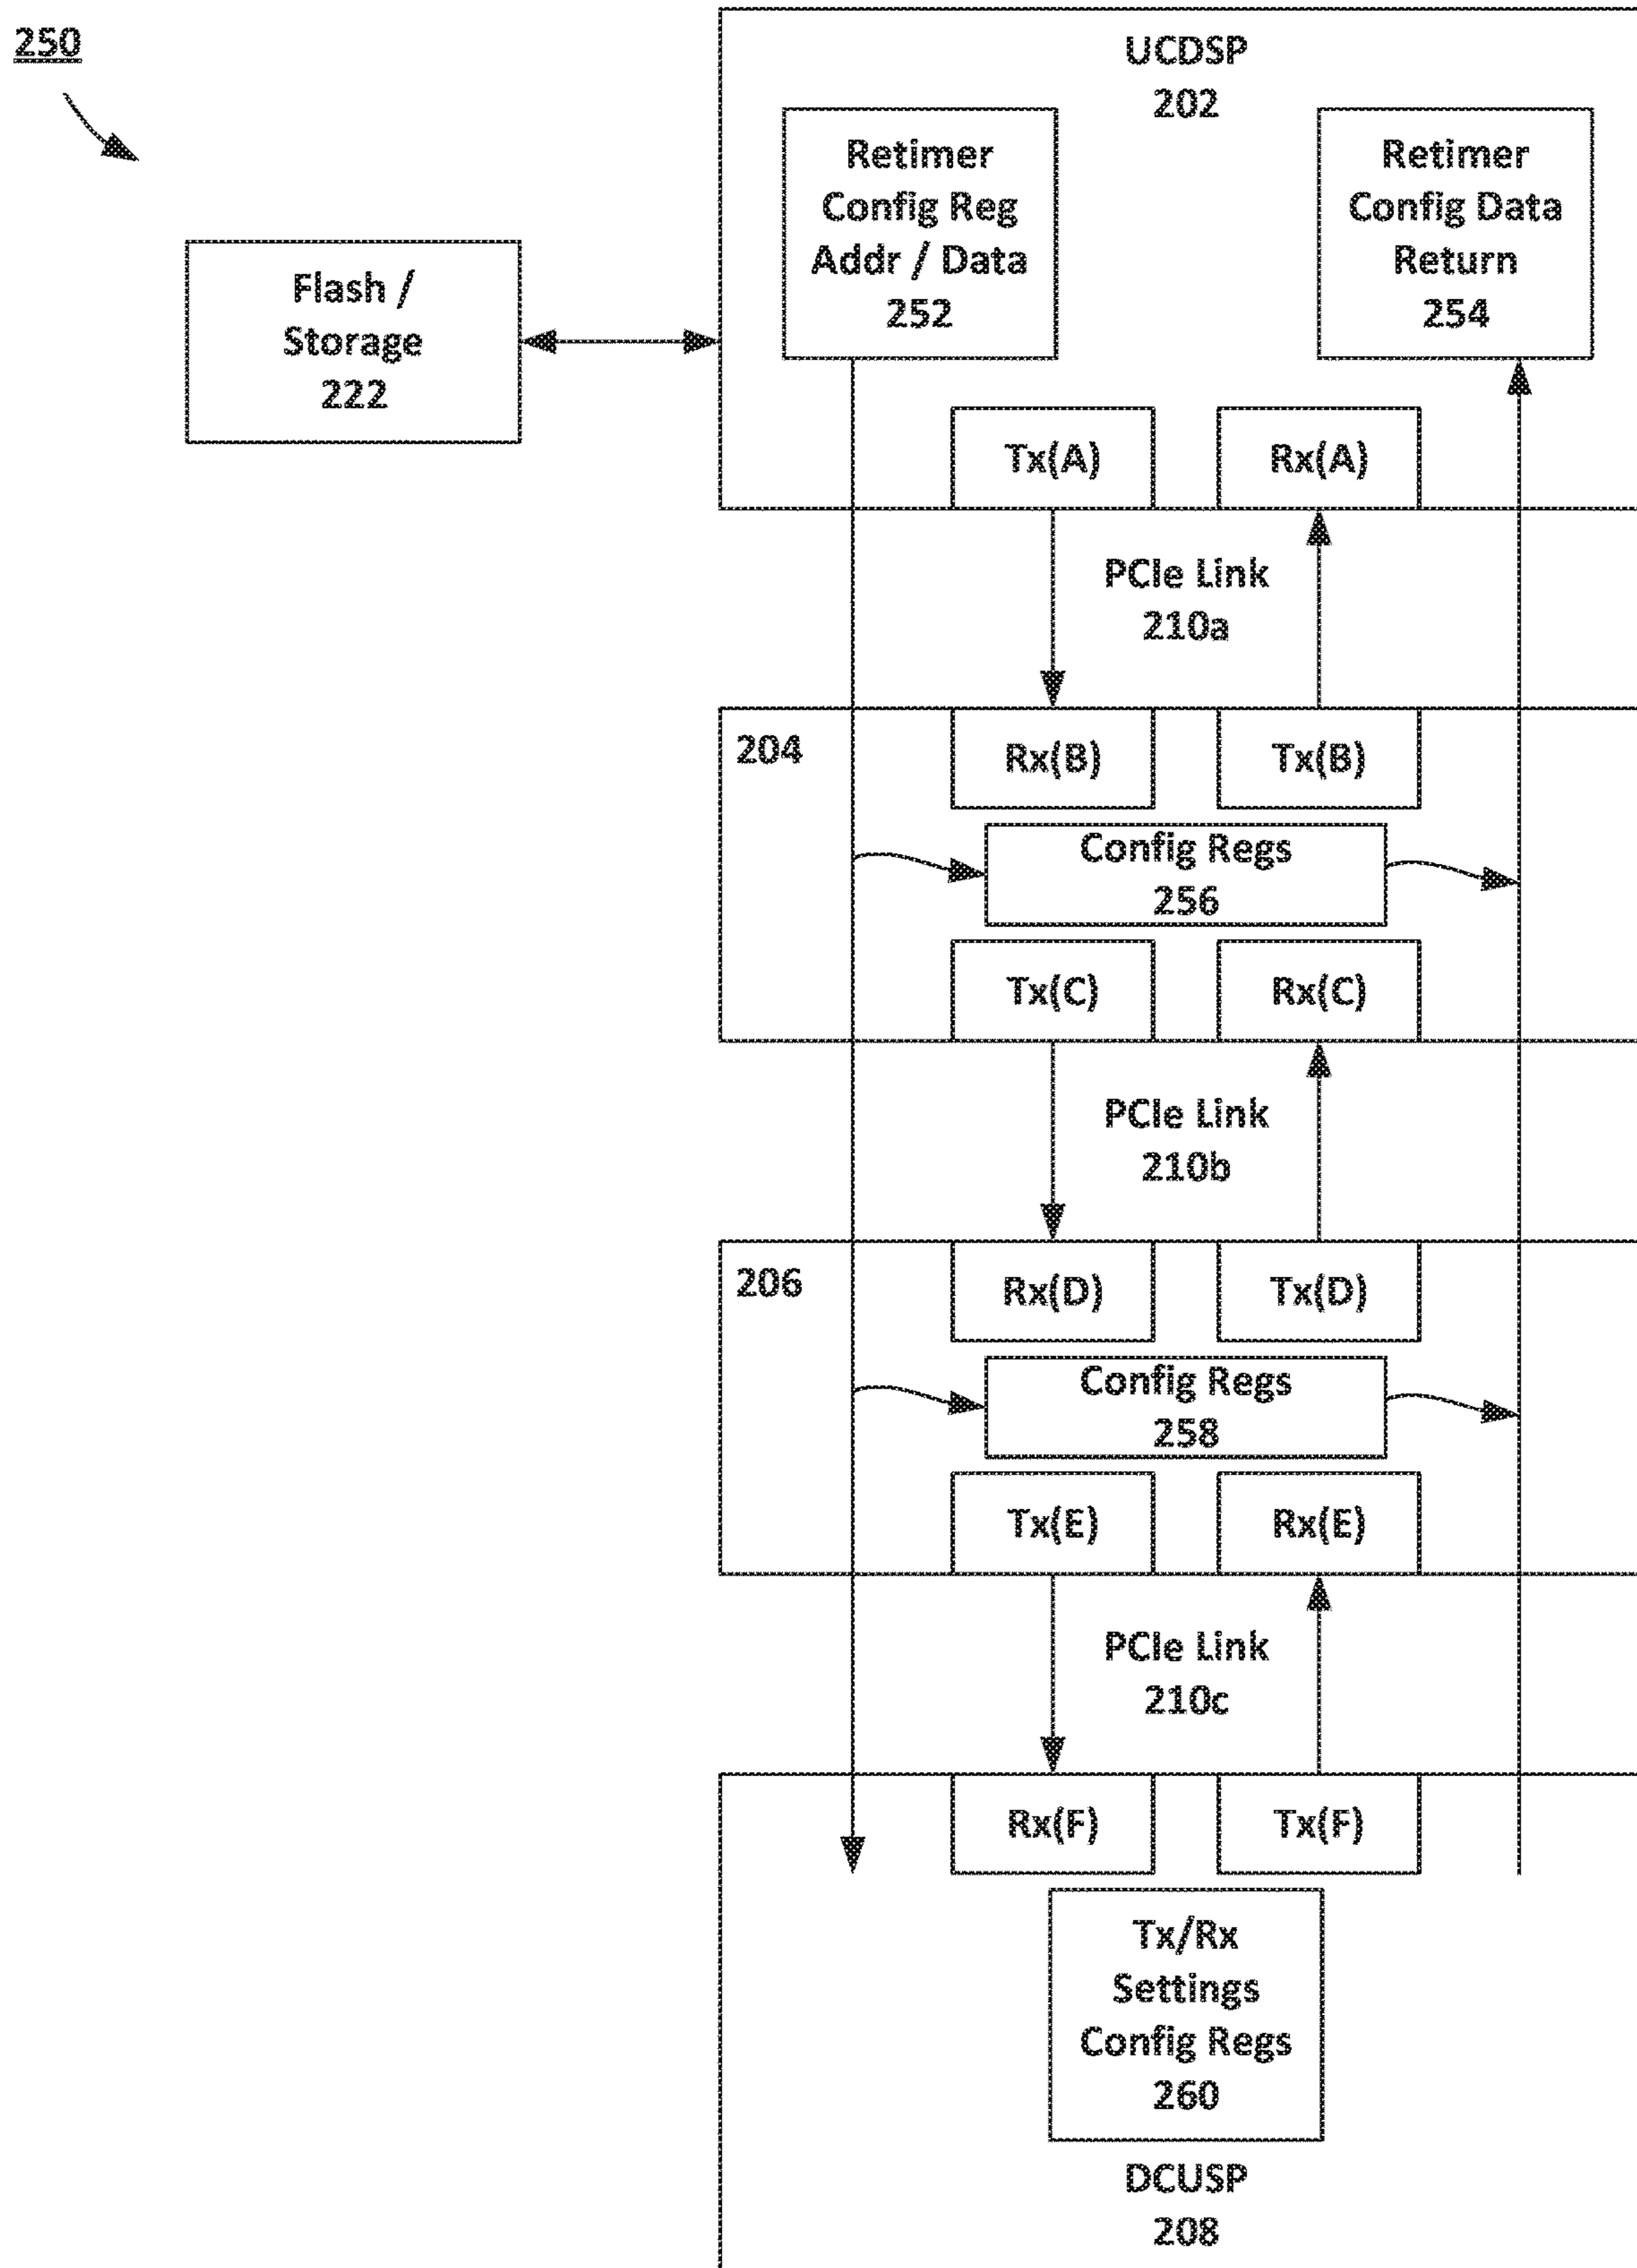 250
UCDSP
202
Retimer
Config Reg
Addr / Data
252
Retimer
Config Data
Return
254
Flash /
Storage
222
Tx(A)
Rx(A)
PCIe Link
210a
204
Rx(B)
Tx(B)
Config Regs
256
Tx(C)
Rx(C)
PCIe Link
210b
206
Rx(D)
Tx(D)
Config Regs
258
Tx(E)
Rx(E)
PCIe Link
210c
Rx(F)
Tx(F)
Tx/Rx
Settings
Config Regs
260
DCUSP
208